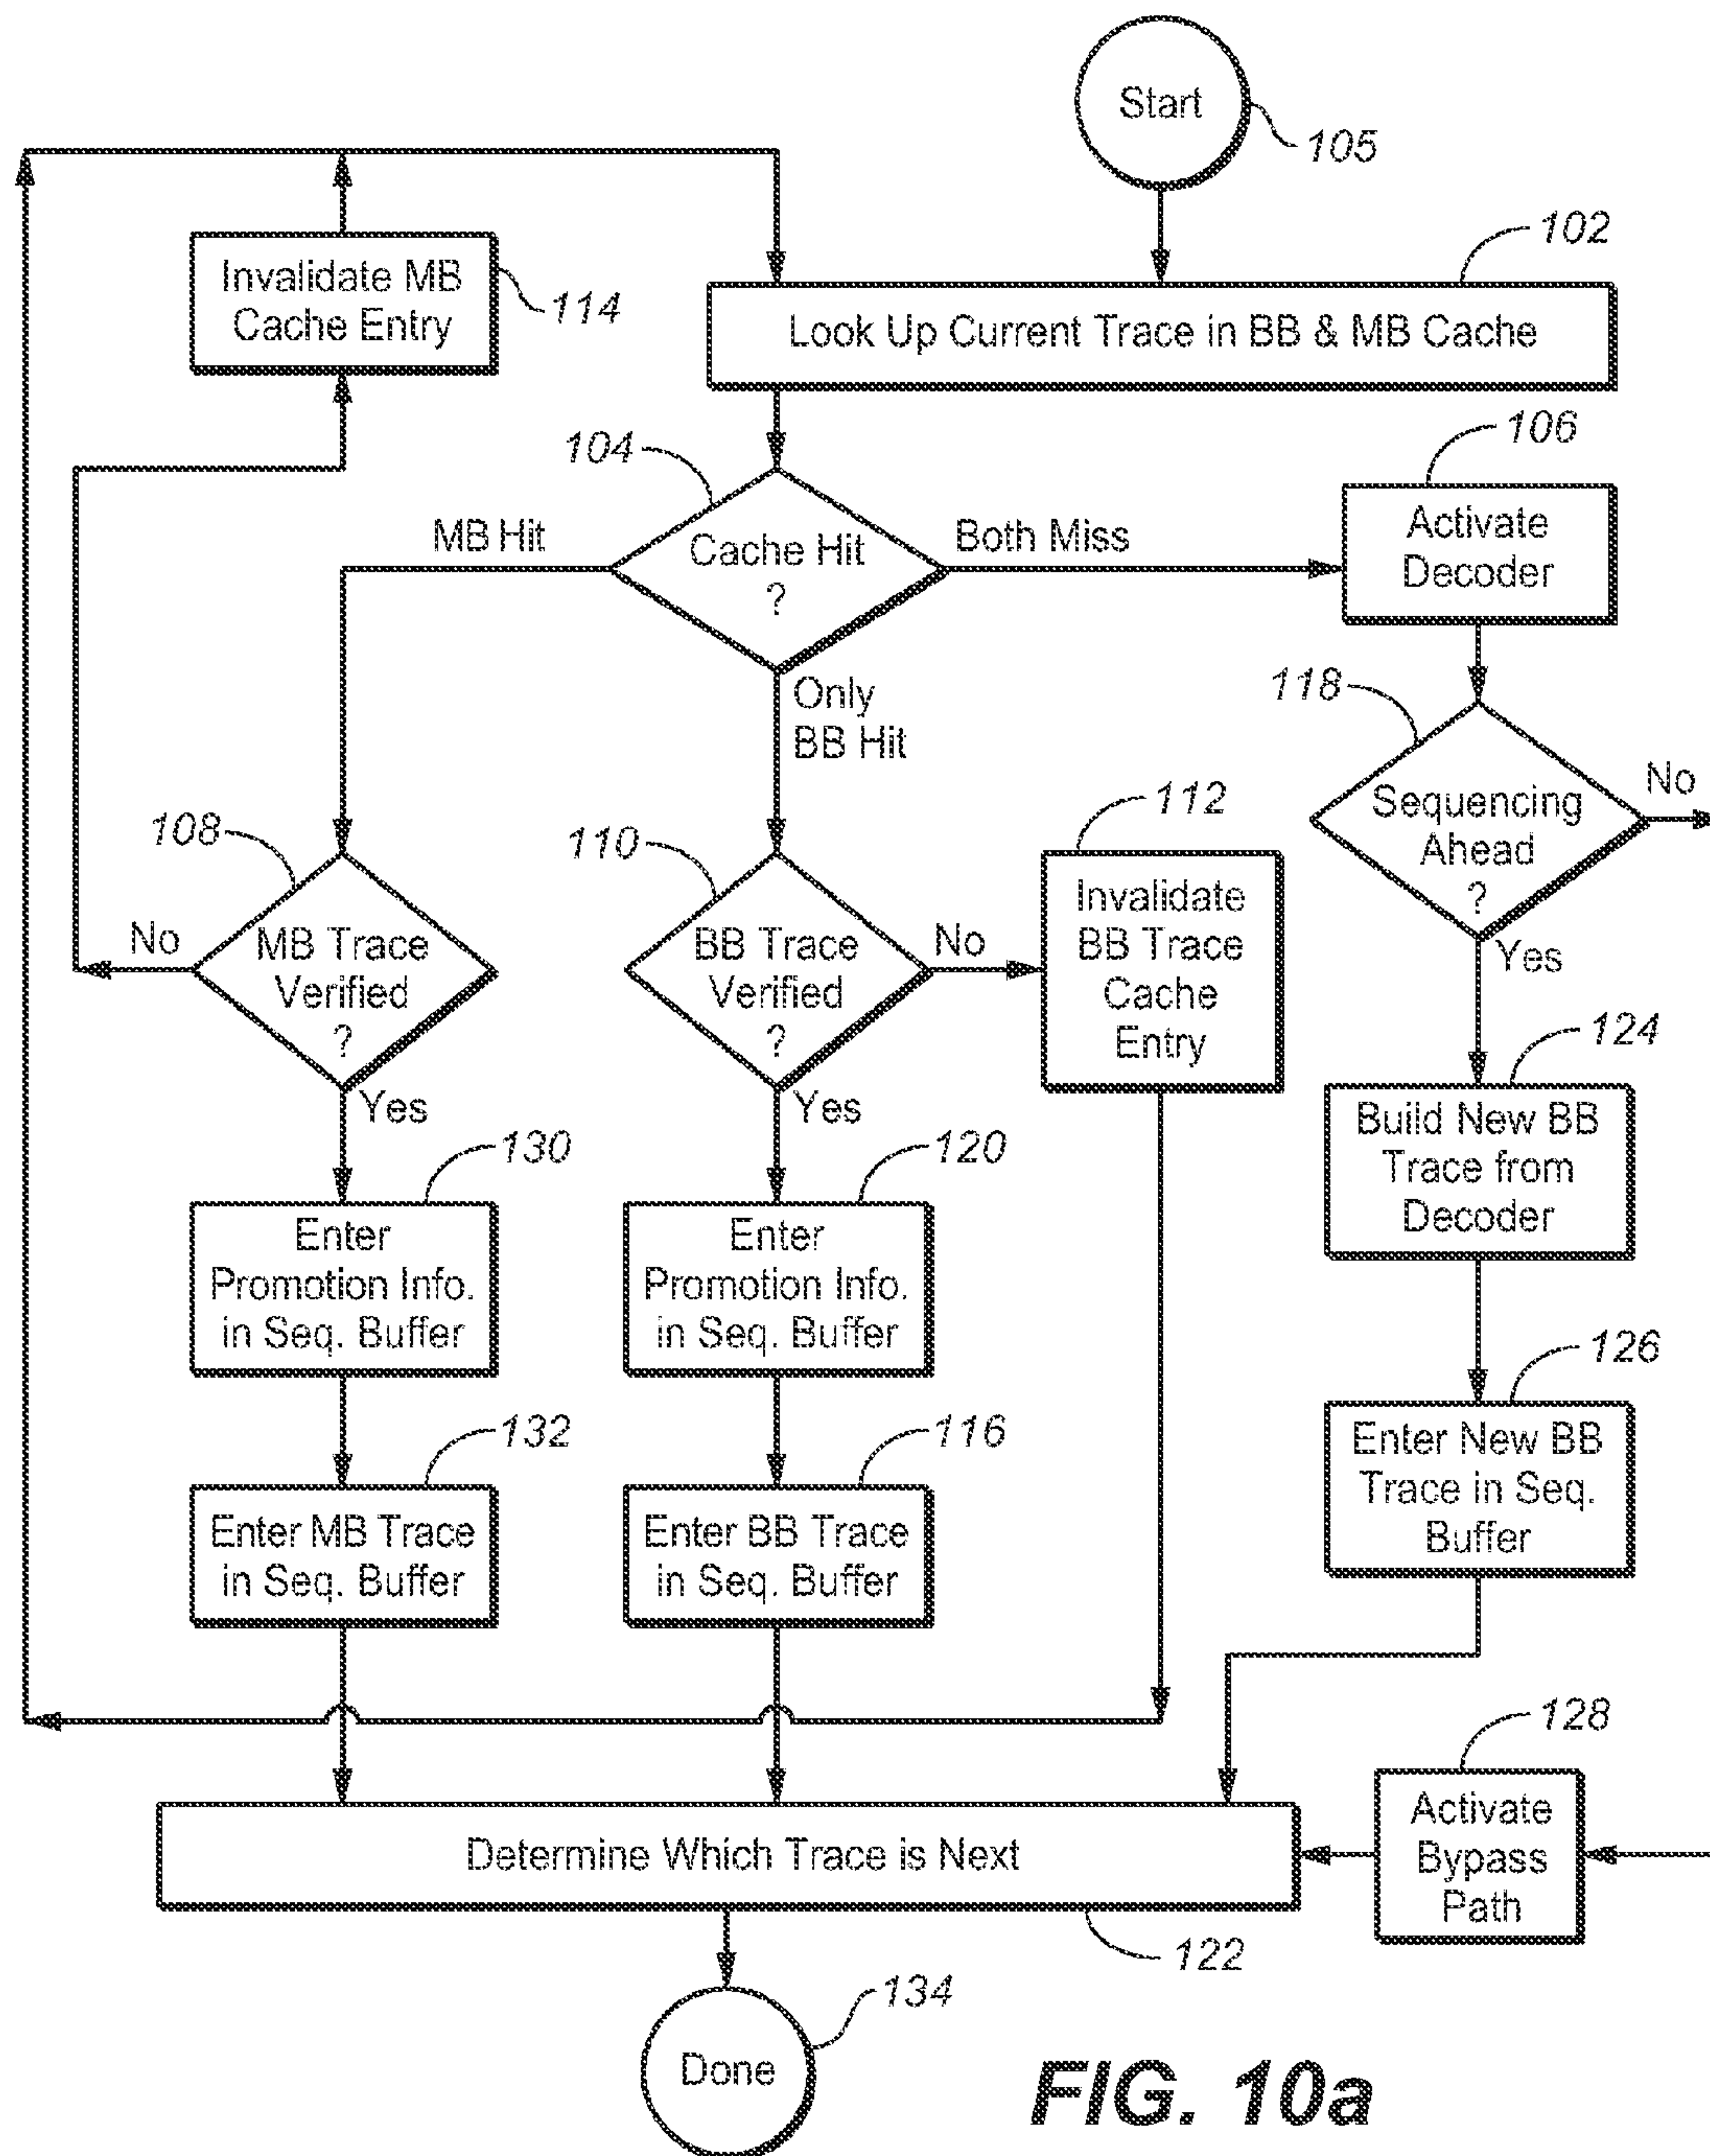 Start
105
102
Invalidate MB
Cache Entry
114
Look Up Current Trace in BB & MB Cache
104
106
MB Hit
Cache Hit
?
Both Miss
Activate
Decoder
Only
BB Hit
118
No
Sequencing
Ahead
?
Yes
108
110
112
No
MB Trace
Verified
?
Yes
BB Trace
Verified
?
No
Yes
Invalidate
BB Trace
Cache
Entry
124
Build New BB
Trace from
Decoder
130
Enter
Promotion Info.
in Seq. Buffer
120
Enter
Promotion Info.
in Seq. Buffer
126
Enter New BB
Trace in Seq.
Buffer
132
Enter MB Trace
in Seq. Buffer
116
Enter BB Trace
in Seq. Buffer
128
Activate
Bypass
Path
Determine Which Trace is Next
122
134
Done
FIG. 10a